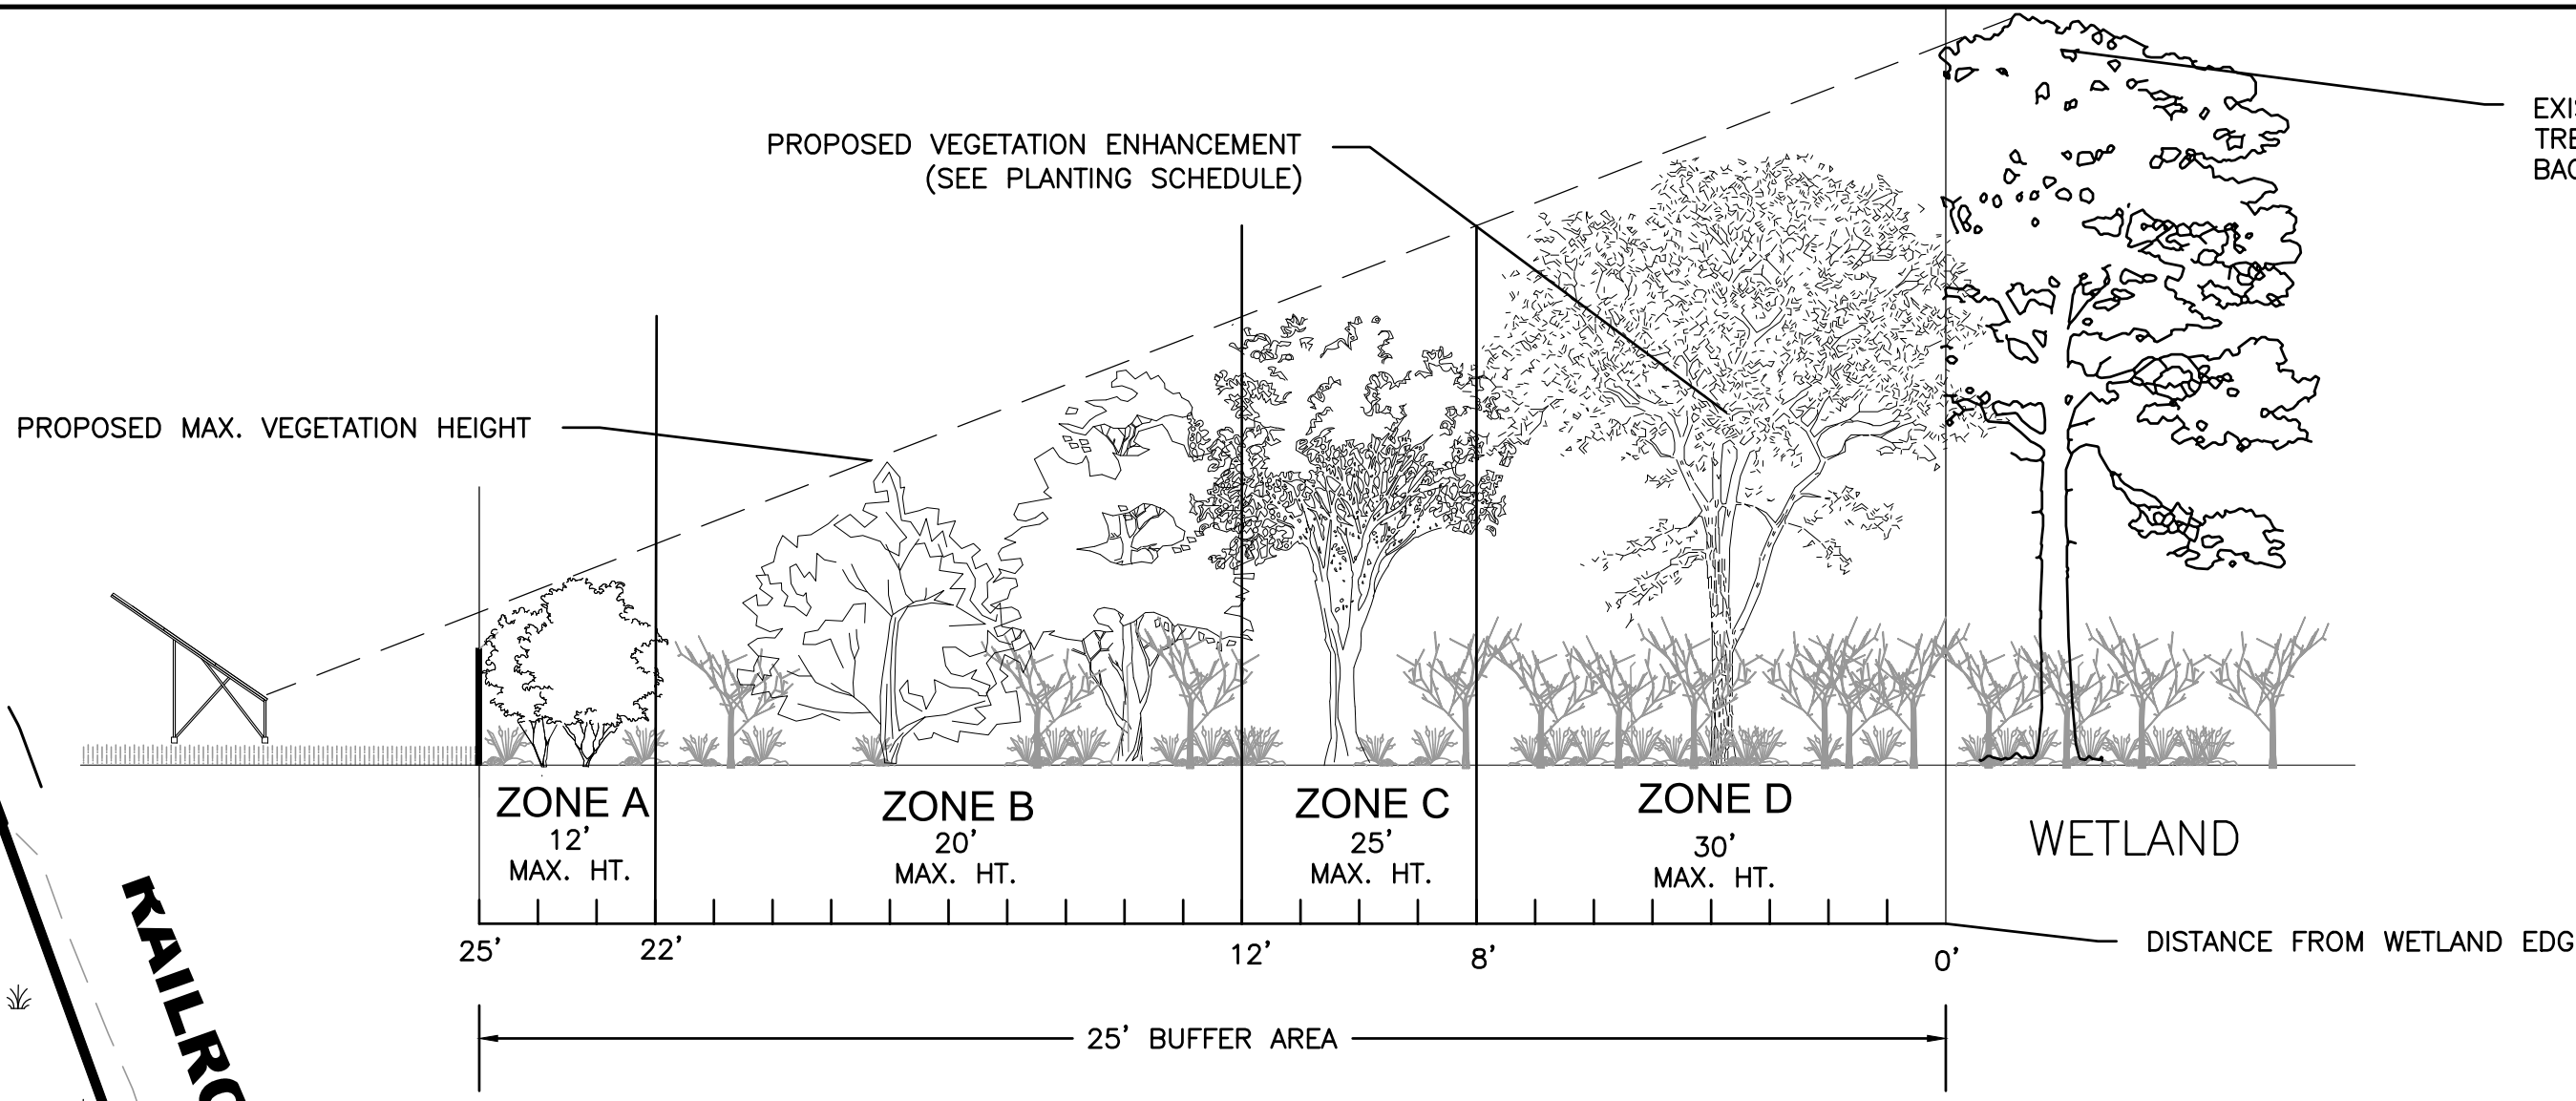 PROPOSED VEGETATION ENHANCEMENT
(SEE PLANTING SCHEDULE)
PROPOSED MAX. VEGETATION HEIGHT
ZONE A
12'
MAX. HT.
ZONE B
20'
MAX. HT.
ZONE C
25'
MAX. HT.
ZONE D
30'
MAX. HT.
WETLAND
25'
22'
12'
8'
0'
DISTANCE FROM WETLAND
25' BUFFER AREA